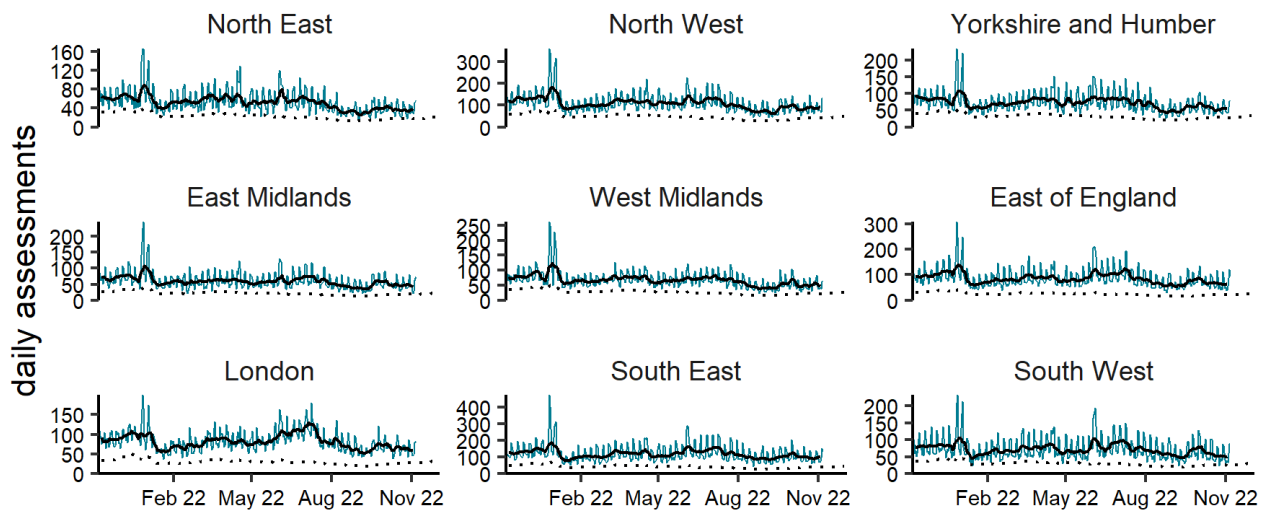 North East North West Yorkshire and Humber
160 300 200
120 200 150
80 100 100
40 0 50
0 0
daily assessments
East Midlands West Midlands East of England
200 250 300
150 200 200
100 150 100
50 100 0
0 50
0
London South East South West
150 400 200
100 300 150
50 200 100
0 100 50
0 0
Feb 22 May 22 Aug 22 Nov 22 Feb 22 May 22 Aug 22 Nov 22 Feb 22 May 22 Aug 22 Nov 22